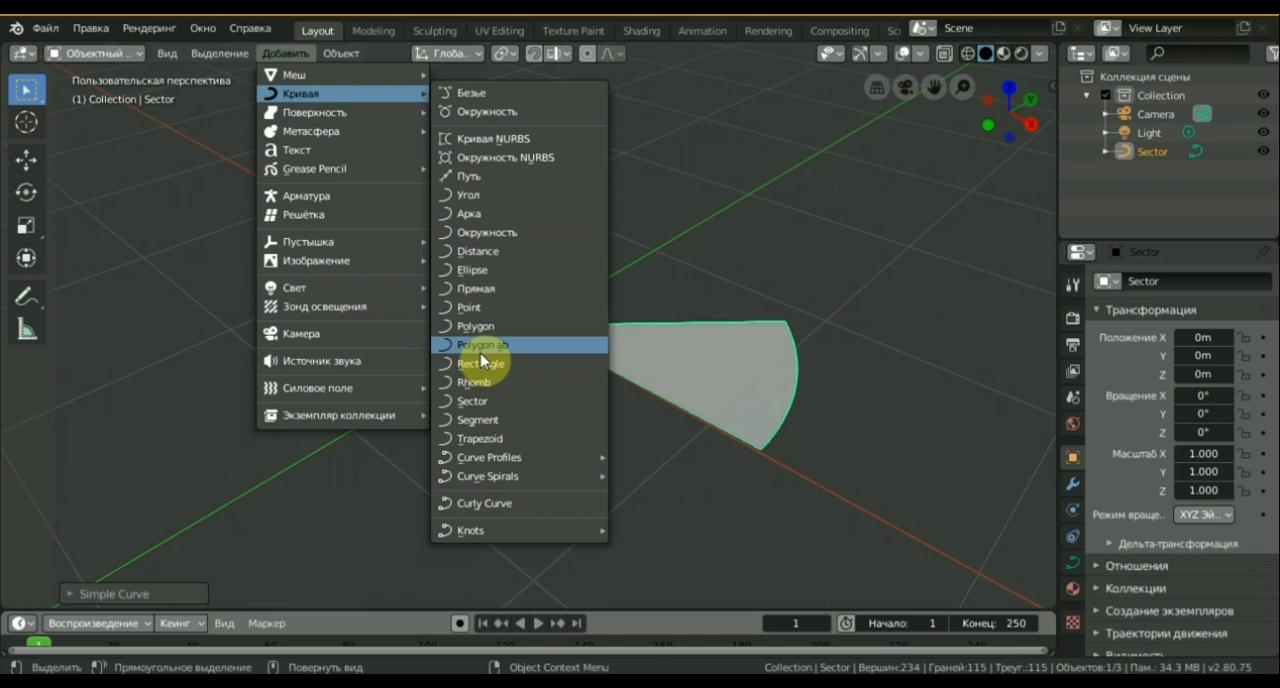 Файл Правка Рендеринг Окно Справка Layout Modeling Sculpting UV Editing Texture Paint Shading Animation Rendering Compositing Sc Scene View Layer
Объектный ... Вид Выделение Добавить Объект Глоба..
Пользовательская перспектива
(1) Collection | Sector
Меш
Кривая
Поверхность
Метасфера
Текст
Grease Pencil
Арматура
Решётка
Пустышка
Изображение
Свет
Зонд освещения
Камера
Источник звука
Силовое поле
Экземпляр коллекции
Безье
Окружность
Кривая NURBS
Окружность NURBS
Путь
Угол
Арка
Окружность
Distance
Ellipse
Прямая
Point
Polygon
Polygon ab
Rectangle
Rhomb
Sector
Segment
Trapezoid
Curve Profiles
Curve Spirals
Curly Curve
Knots
Simple Curve
Коллекция сцены
Collection
Camera
Light
Sector
Sector
Sector
Трансформация
Положение X 0m
Y 0m
Z 0m
Вращение X 0°
Y 0°
Z 0°
Масштаб X 1.000
Y 1.000
Z 1.000
Режим враще.. XYZ Эй..
Дельта-трансформация
Отношения
Коллекции
Создание экземпляров
Траектории движения
Видимость
Воспроизведение Кеинг Вид Маркер 1 Начало: 1 Конец: 250
1
Выделить Прямоугольное выделение Повернуть вид Object Context Menu Collection | Sector | Вершин:234 | Граней:115 | Треуг.:115 | Объектов:1/3 | Пам.: 34.3 MB | v2.80.75